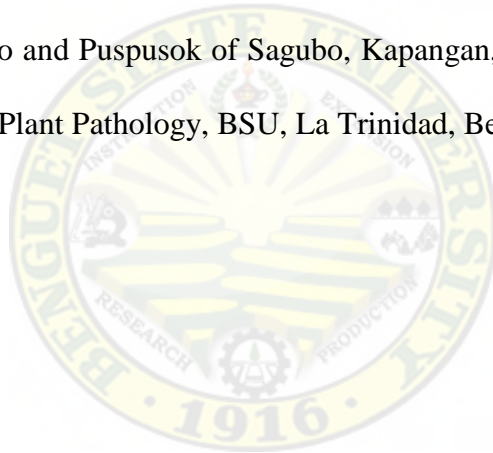 o and Puspusok of Sagubo, Kapangan,
Plant Pathology, BSU, La Trinidad, Be
BENGUET STATE UNIVERSITY
INSTRUCTION
EXTENSION
RESEARCH
PRODUCTION
1916